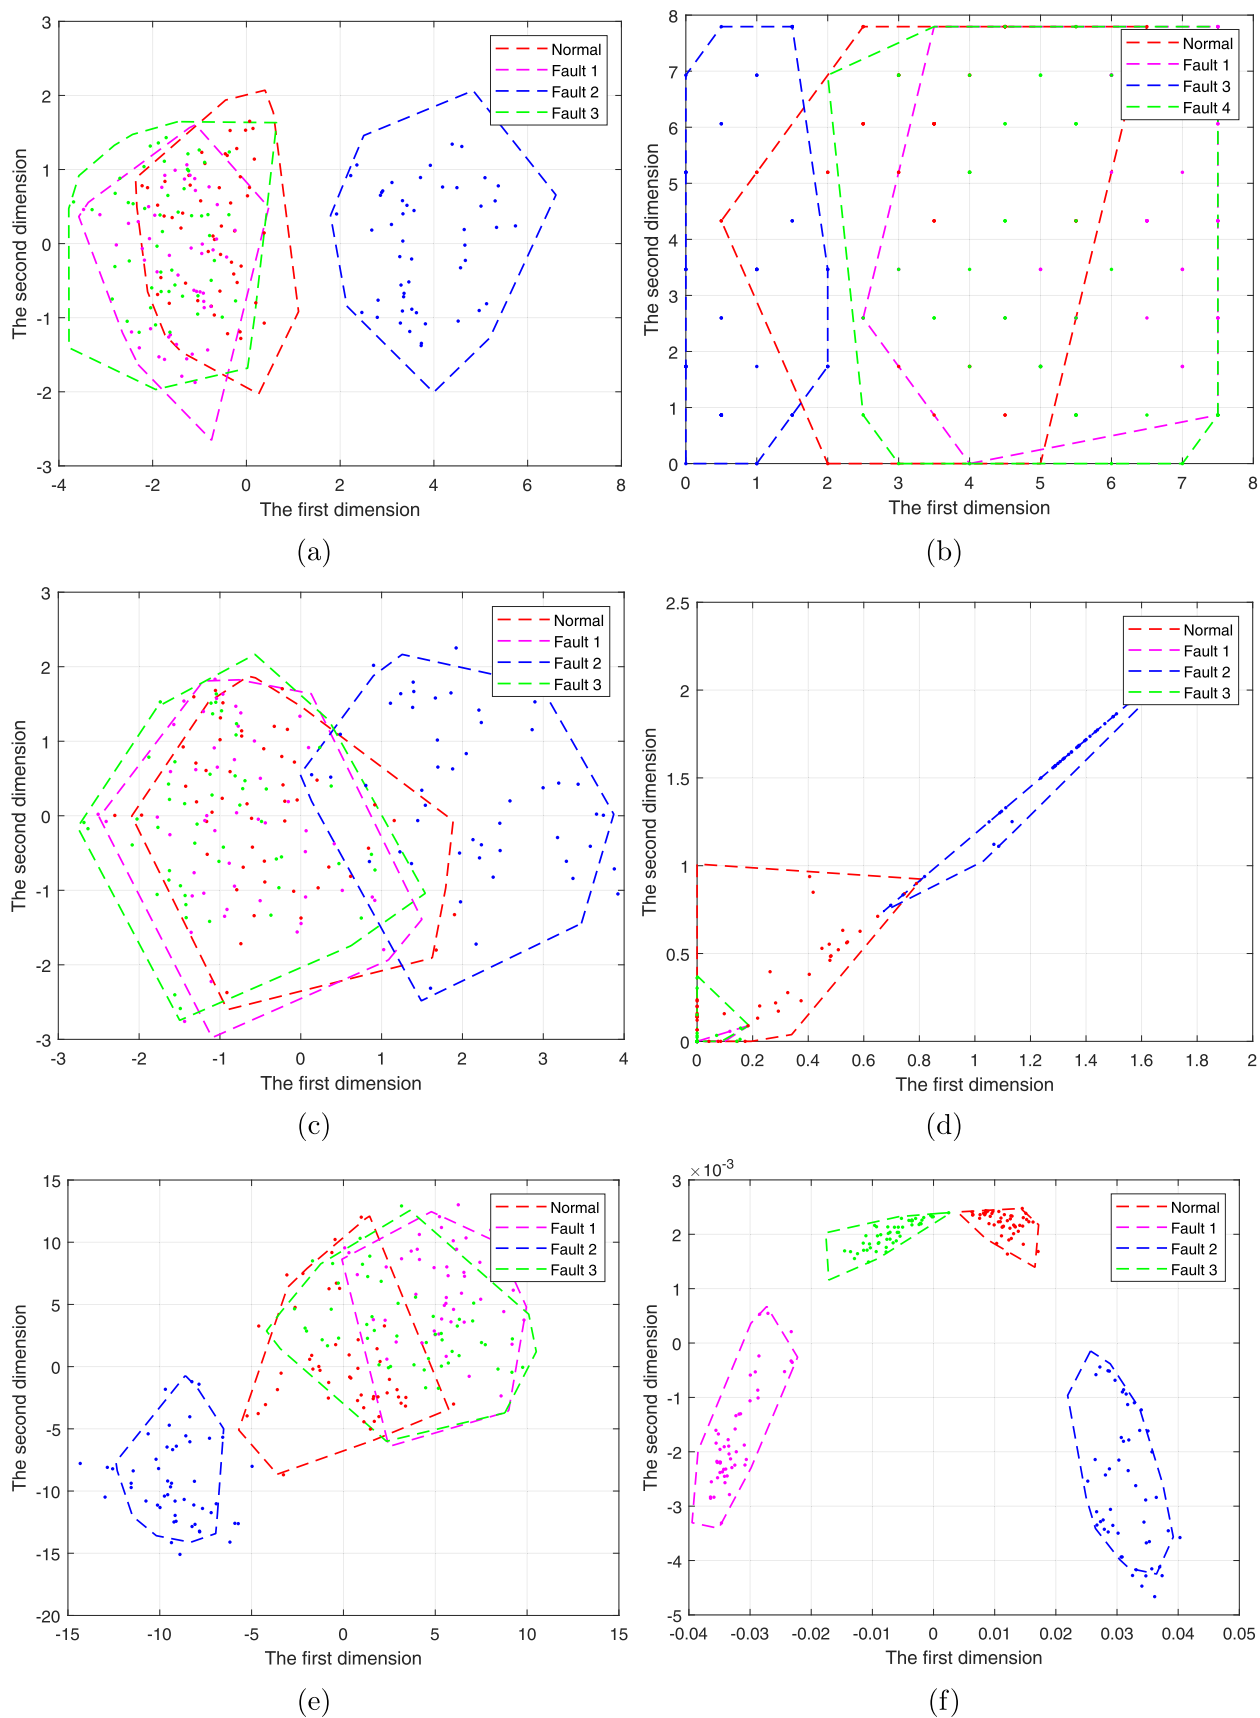 3
2
1
0
-1
-2
-3
-4
-2
0
2
4
6
8
The first dimension
The second dimension
Normal
Fault 1
Fault 2
Fault 3
(a)
8
7
6
5
4
3
2
1
0
0
1
2
3
4
5
6
7
8
The first dimension
The second dimension
Normal
Fault 1
Fault 3
Fault 4
(b)
3
2
1
0
-1
-2
-3
-3
-2
-1
0
1
2
3
4
The first dimension
The second dimension
Normal
Fault 1
Fault 2
Fault 3
(c)
2.5
2
1.5
1
0.5
0
0
0.2
0.4
0.6
0.8
1
1.2
1.4
1.6
1.8
2
The first dimension
The second dimension
Normal
Fault 1
Fault 2
Fault 3
(d)
15
10
5
0
-5
-10
-15
-20
-15
-10
-5
0
5
10
15
The first dimension
The second dimension
Normal
Fault 1
Fault 2
Fault 3
(e)
×10-3
3
2
1
0
-1
-2
-3
-4
-5
-0.04
-0.03
-0.02
-0.01
0
0.01
0.02
0.03
0.04
0.05
The first dimension
The second dimension
Normal
Fault 1
Fault 2
Fault 3
(f)